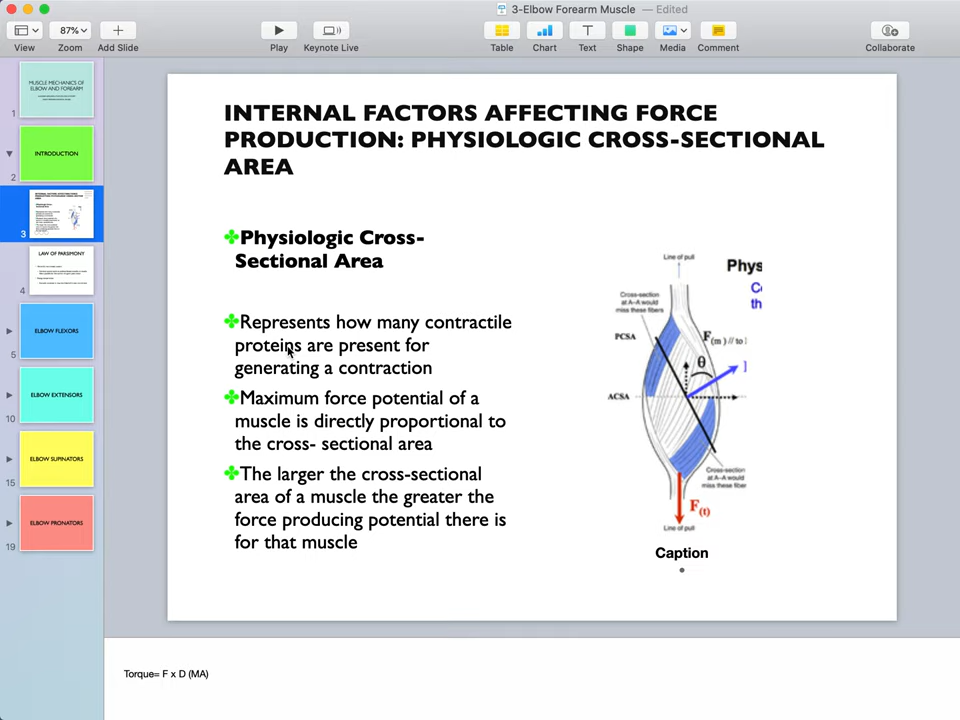 3-Elbow Forearm Muscle — Edited
87%
View
Zoom
Add Slide
Play
Keynote Live
Table
Chart
Text
Shape
Media
Comment
Collaborate
MUSCLE MECHANICS OF
ELBOW AND FOREARM
1
INTRODUCTION
2
3
LAW OF PARSIMONY
4
ELBOW FLEXORS
5
ELBOW EXTENSORS
10
ELBOW SUPINATORS
15
ELBOW PRONATORS
19
INTERNAL FACTORS AFFECTING FORCE
PRODUCTION: PHYSIOLOGIC CROSS-SECTIONAL
AREA
Physiologic Cross-
Sectional Area
Represents how many contractile
proteins are present for
generating a contraction
Maximum force potential of a
muscle is directly proportional to
the cross- sectional area
The larger the cross-sectional
area of a muscle the greater the
force producing potential there is
for that muscle
Line of pull
Phys
th
Cross-section
at A–A would
miss these fibers
PCSA
F(m) // to
θ
ACSA
Cross-section
at A–A would
miss these fiber
F(t)
Line of pull
Caption
Torque= F x D (MA)